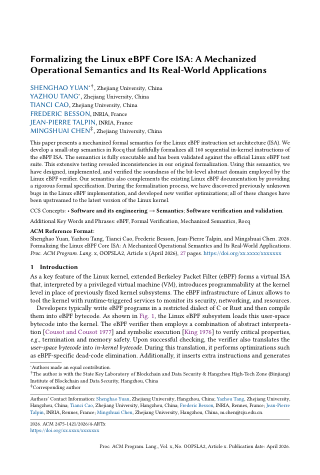 Formalizing the Linux eBPF Core ISA: A Mechanized
Operational Semantics and Its Real-World Applications
SHENGHAO YUAN*†, Zhejiang University, China
YAZHOU TANG*, Zhejiang University, China
TIANCI CAO, Zhejiang University, China
FREDERIC BESSON, INRIA, France
JEAN-PIERRE TALPIN, INRIA, France
MINGSHUAI CHEN‡, Zhejiang University, China
This paper presents a mechanized formal semantics for the Linux eBPF instruction set architecture (ISA). We
develop a small-step semantics in Rocq that faithfully formalizes all 160 sequential in-kernel instructions of
the eBPF ISA. The semantics is fully executable and has been validated against the official Linux eBPF test
suite. This extensive testing revealed inconsistencies in our original formalization. Using this semantics, we
have designed, implemented, and verified the soundness of the bit-level abstract domain employed by the
Linux eBPF verifier. Our semantics also complements the existing Linux eBPF documentation by providing
a rigorous formal specification. During the formalization process, we have discovered previously unknown
bugs in the Linux eBPF implementation, and developed new verifier optimizations; all of these changes have
been upstreamed to the latest version of the Linux kernel.
CCS Concepts: • Software and its engineering → Semantics; Software verification and validation.
Additional Key Words and Phrases: eBPF, Formal Verification, Mechanized Semantics, Rocq
ACM Reference Format:
Shenghao Yuan, Yazhou Tang, Tianci Cao, Frederic Besson, Jean-Pierre Talpin, and Mingshuai Chen. 2026.
Formalizing the Linux eBPF Core ISA: A Mechanized Operational Semantics and Its Real-World Applications.
Proc. ACM Program. Lang. x, OOPSLA2, Article x (April 2026), 27 pages. https://doi.org/xx.xxxx/xxxxxxx
1 Introduction
As a key feature of the Linux kernel, extended Berkeley Packet Filter (eBPF) forms a virtual ISA
that, interpreted by a privileged virtual machine (VM), introduces programmability at the kernel
level in place of previously fixed kernel subsystems. The eBPF infrastructure of Linux allows to
tool the kernel with runtime-triggered services to monitor its security, networking, and resources.
Developers typically write eBPF programs in a restricted dialect of C or Rust and then compile
them into eBPF bytecode. As shown in Fig. 1, the Linux eBPF subsystem loads this user-space
bytecode into the kernel. The eBPF verifier then employs a combination of abstract interpreta-
tion [Cousot and Cousot 1977] and symbolic execution [King 1976] to verify critical properties,
e.g., termination and memory safety. Upon successful checking, the verifier also translates the
user-space bytecode into in-kernel bytecode. During this translation, it performs optimizations such
as eBPF-specific dead-code elimination. Additionally, it inserts extra instructions and generates
*Authors made an equal contribution.
†The author is with the State Key Laboratory of Blockchain and Data Security & Hangzhou High-Tech Zone (Binjiang)
Institute of Blockchain and Data Security, Hangzhou, China
‡Corresponding author
Authors' Contact Information: Shenghao Yuan, Zhejiang University, Hangzhou, China; Yazhou Tang, Zhejiang University,
Hangzhou, China; Tianci Cao, Zhejiang University, Hangzhou, China; Frederic Besson, INRIA, Rennes, France; Jean-Pierre
Talpin, INRIA, Rennes, France; Mingshuai Chen, Zhejiang University, Hangzhou, China, m.chen@zju.edu.cn.
https://doi.org/xx.xxxx/xxxxxxx
Proc. ACM Program. Lang., Vol. x, No. OOPSLA2, Article x. Publication date: April 2026.